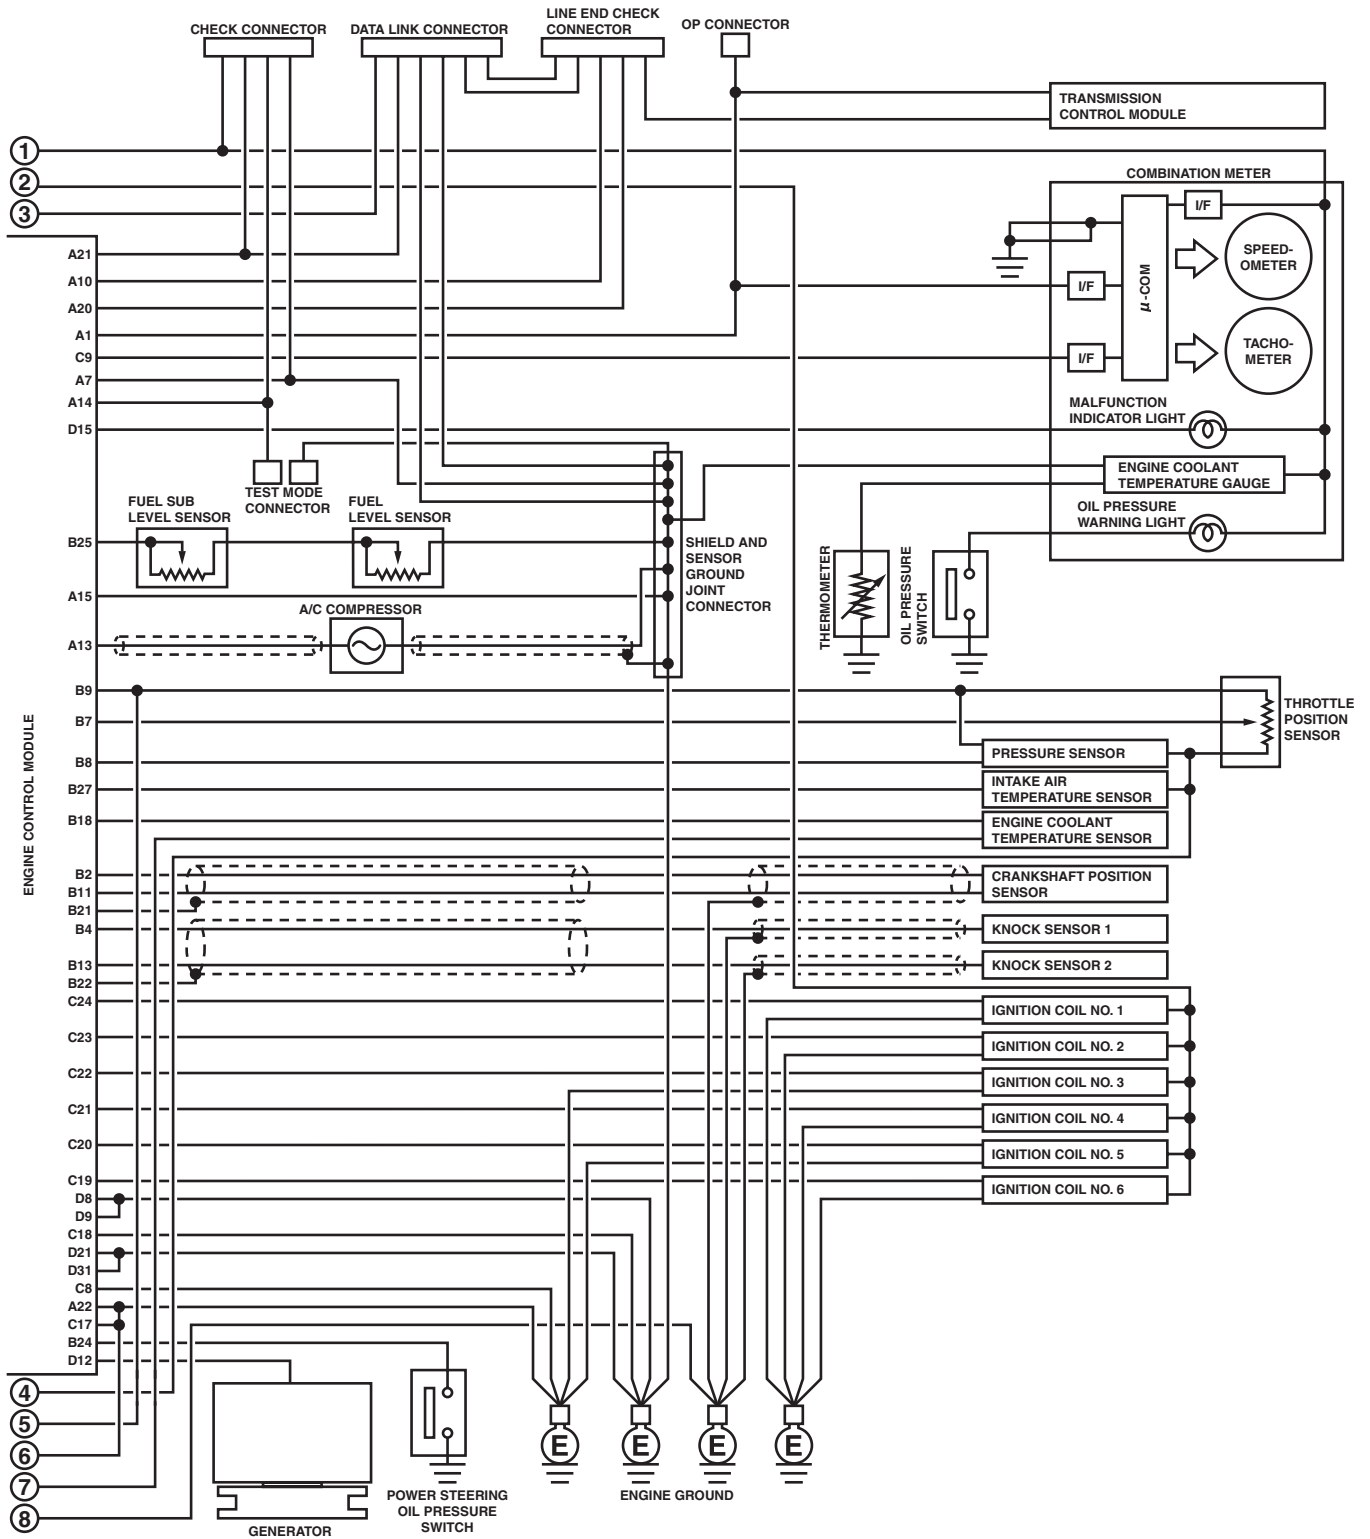 CHECK CONNECTOR
DATA LINK CONNECTOR
LINE END CHECK
CONNECTOR
OP CONNECTOR
TRANSMISSION
CONTROL MODULE
1
2
3
COMBINATION METER
I/F
SPEED-
OMETER
I/F
μ-COM
I/F
TACHO-
METER
A21
A10
A20
A1
C9
A7
A14
D15
MALFUNCTION
INDICATOR LIGHT
ENGINE COOLANT
TEMPERATURE GAUGE
OIL PRESSURE
WARNING LIGHT
TEST MODE
CONNECTOR
FUEL SUB
LEVEL SENSOR
FUEL
LEVEL SENSOR
B25
SHIELD AND
SENSOR
GROUND
JOINT
CONNECTOR
THERMOMETER
OIL PRESSURE
SWITCH
A15
A/C COMPRESSOR
A13
ENGINE CONTROL MODULE
B9
B7
B8
B27
B18
THROTTLE
POSITION
SENSOR
PRESSURE SENSOR
INTAKE AIR
TEMPERATURE SENSOR
ENGINE COOLANT
TEMPERATURE SENSOR
B2
B11
B21
B4
B13
B22
CRANKSHAFT POSITION
SENSOR
KNOCK SENSOR 1
KNOCK SENSOR 2
C24
C23
C22
C21
C20
C19
IGNITION COIL NO. 1
IGNITION COIL NO. 2
IGNITION COIL NO. 3
IGNITION COIL NO. 4
IGNITION COIL NO. 5
IGNITION COIL NO. 6
D8
D9
C18
D21
D31
C8
A22
C17
B24
D12
4
5
6
7
8
GENERATOR
POWER STEERING
OIL PRESSURE
SWITCH
E
E
E
E
ENGINE GROUND